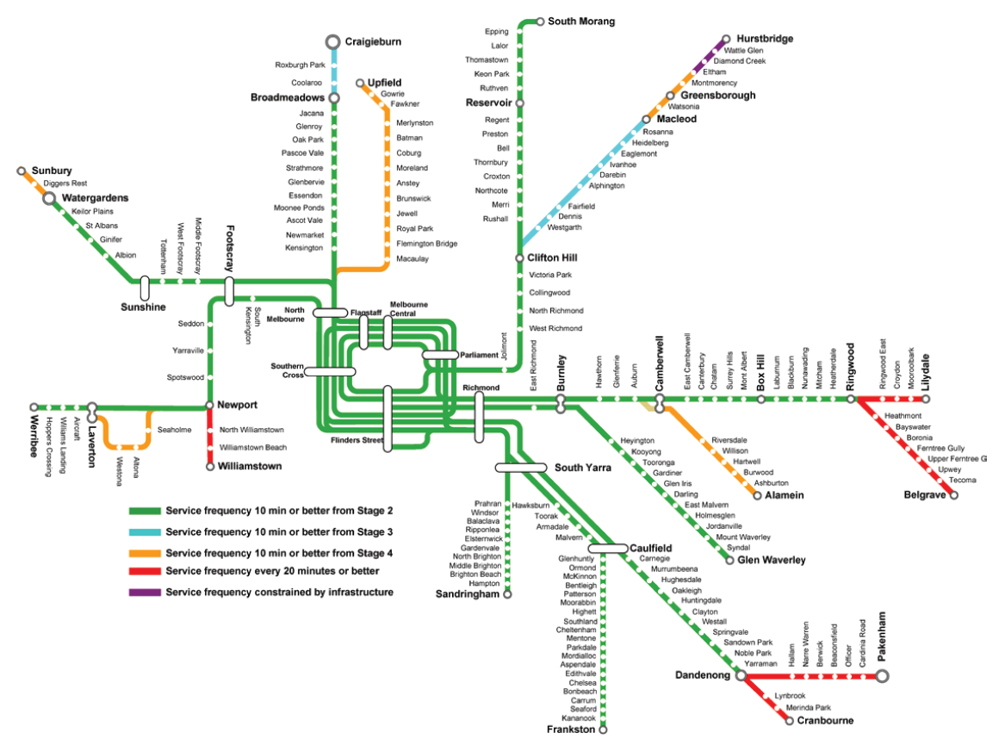 South Morang
Epping
Lalor
Thomastown
Keon Park
Ruthven
Reservoir
Regent
Preston
Bell
Thornbury
Croxton
Northcote
Merri
Rushall
Clifton Hill
Victoria Park
Collingwood
North Richmond
West Richmond
Jolimont
Hurstbridge
Wattle Glen
Diamond Creek
Eltham
Montmorency
Greensborough
Watsonia
Macleod
Rosanna
Heidelberg
Eaglemont
Ivanhoe
Darebin
Alphington
Fairfield
Dennis
Westgarth
Craigieburn
Roxburgh Park
Coolaroo
Broadmeadows
Jacana
Glenroy
Oak Park
Pascoe Vale
Strathmore
Glenbervie
Essendon
Moonee Ponds
Ascot Vale
Newmarket
Kensington
Upfield
Gowrie
Fawkner
Merlynston
Batman
Coburg
Moreland
Anstey
Brunswick
Jewell
Royal Park
Flemington Bridge
Macaulay
Sunbury
Diggers Rest
Watergardens
Keilor Plains
St Albans
Ginifer
Albion
Sunshine
Tottenham
West Footscray
Middle Footscray
Footscray
South
Kensington
Seddon
Yarraville
Spotswood
Newport
North Williamstown
Williamstown Beach
Williamstown
Werribee
Hoppers Crossing
Williams Landing
Aircraft
Laverton
Westona
Altona
Seaholme
North
Melbourne
Flagstaff
Melbourne
Central
Parliament
Southern
Cross
Flinders Street
Richmond
East Richmond
Burnley
Hawthorn
Glenferrie
Auburn
Camberwell
East Camberwell
Canterbury
Chatam
Surrey Hills
Mont Albert
Box Hill
Laburnum
Blackburn
Nunawading
Mitcham
Heatherdale
Ringwood
Ringwood East
Croydon
Mooroolbark
Lilydale
Heathmont
Bayswater
Boronia
Ferntree Gully
Upper Ferntree G
Upwey
Tecoma
Belgrave
Riversdale
Willison
Hartwell
Burwood
Ashburton
Alamein
Heyington
Kooyong
Tooronga
Gardiner
Glen Iris
Darling
East Malvern
Holmesglen
Jordanville
Mount Waverley
Syndal
Glen Waverley
South Yarra
Prahran
Windsor
Balaclava
Ripponlea
Elsternwick
Gardenvale
North Brighton
Middle Brighton
Brighton Beach
Hampton
Sandringham
Hawksburn
Toorak
Armadale
Malvern
Caulfield
Glenhuntly
Ormond
McKinnon
Bentleigh
Patterson
Moorabbin
Highett
Southland
Cheltenham
Mentone
Parkdale
Mordialloc
Aspendale
Edithvale
Chelsea
Bonbeach
Carrum
Seaford
Kananook
Frankston
Carnegie
Murrumbeena
Hughesdale
Oakleigh
Huntingdale
Clayton
Westall
Springvale
Sandown Park
Noble Park
Yarraman
Dandenong
Hallam
Narre Warren
Berwick
Beaconsfield
Officer
Cardinia Road
Pakenham
Lynbrook
Merinda Park
Cranbourne
Service frequency 10 min or better from Stage 2
Service frequency 10 min or better from Stage 3
Service frequency 10 min or better from Stage 4
Service frequency every 20 minutes or better
Service frequency constrained by infrastructure